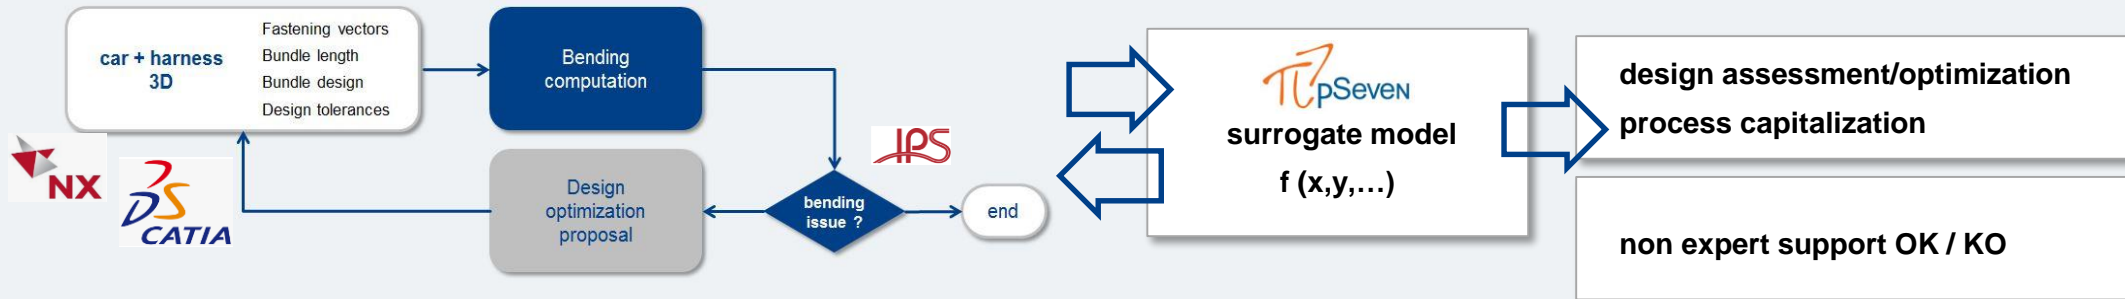 car + harness
3D
Fastening vectors
Bundle length
Bundle design
Design tolerances
Bending
computation
NX
DS
CATIA
Design
optimization
proposal
IPS
bending
issue ?
end
pSeven
surrogate model
f (x,y,…)
design assessment/optimization
process capitalization
non expert support OK / KO